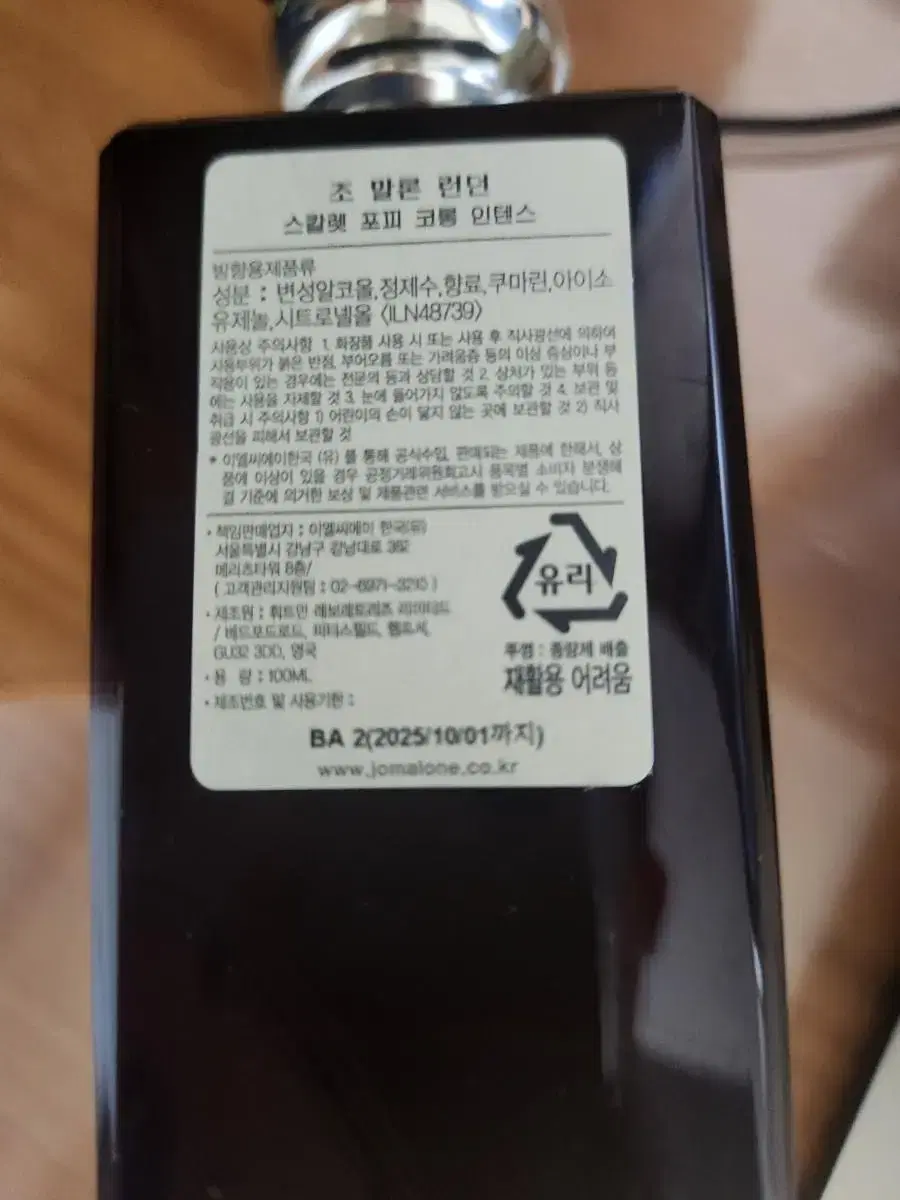 조 말론 런던
스칼렛 포피 코롱 인텐스
방향용제품류
성분 : 변성알코올,정제수,향료,쿠마린,아이소
유제놀,시트로넬올 〈ILN48739〉
사용상 주의사항 1. 화장품 사용 시 또는 사용 후 직사광선에 의하여
사용부위가 붉은 반점, 부어오름 또는 가려움증 등의 이상 증상이나 부
작용이 있는 경우에는 전문의 등과 상담할 것 2. 상처가 있는 부위 등
에는 사용을 자제할 것 3. 눈에 들어가지 않도록 주의할 것 4. 보관 및
취급 시 주의사항 1) 어린이의 손이 닿지 않는 곳에 보관할 것 2) 직사
광선을 피해서 보관할 것
* 이엘씨에이한국 (유) 를 통해 공식수입, 판매되는 제품에 한해서, 상
품에 이상이 있을 경우 공정거래위원회고시 품목별 소비자 분쟁해
결 기준에 의거한 보상 및 제품관련 서비스를 받으실 수 있습니다.
• 책임판매업자 : 이엘씨에이 한국(유)
서울특별시 강남구 강남대로 382
메리츠타워 8층/
( 고객관리지원팀 : 02-6971-3210 )
• 제조원 : 휘트먼 레보레토리즈 리미티드
/ 베드포드로드, 피터스필드, 햄프셔,
GU32 3DD, 영국
• 용 량 : 100ML
• 제조번호 및 사용기한 :
유리
뚜껑 : 종량제 배출
재활용 어려움
BA 2(2025/10/01까지)
www.jomalone.co.kr